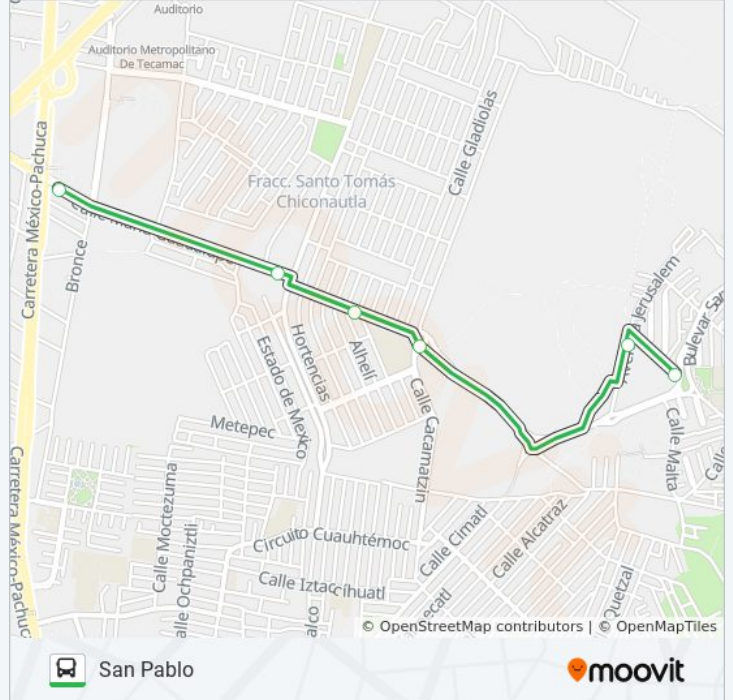 Auditorio
Auditorio Metropolitano
De Tecamac
Carretera México-Pachuca
Calle Gladiolas
Fracc. Santo Tomás
Chiconautla
Bronce
Avenida Jerusalem
Bulevar San
Hortencias
Alhelí
Estado de Mexico
Calle Cacamatzin
Metepec
Calle Malta
Calle
Carretera México-Pachuca
Calle Moctezuma
Calle Ochpaniztli
Circuito Cuauhtémoc
Calle Cimatl
Calle Alcatraz
Calle Iztaccíhuatl
Quetzal
© OpenStreetMap contributors | © OpenMapTiles
San Pablo
moovit